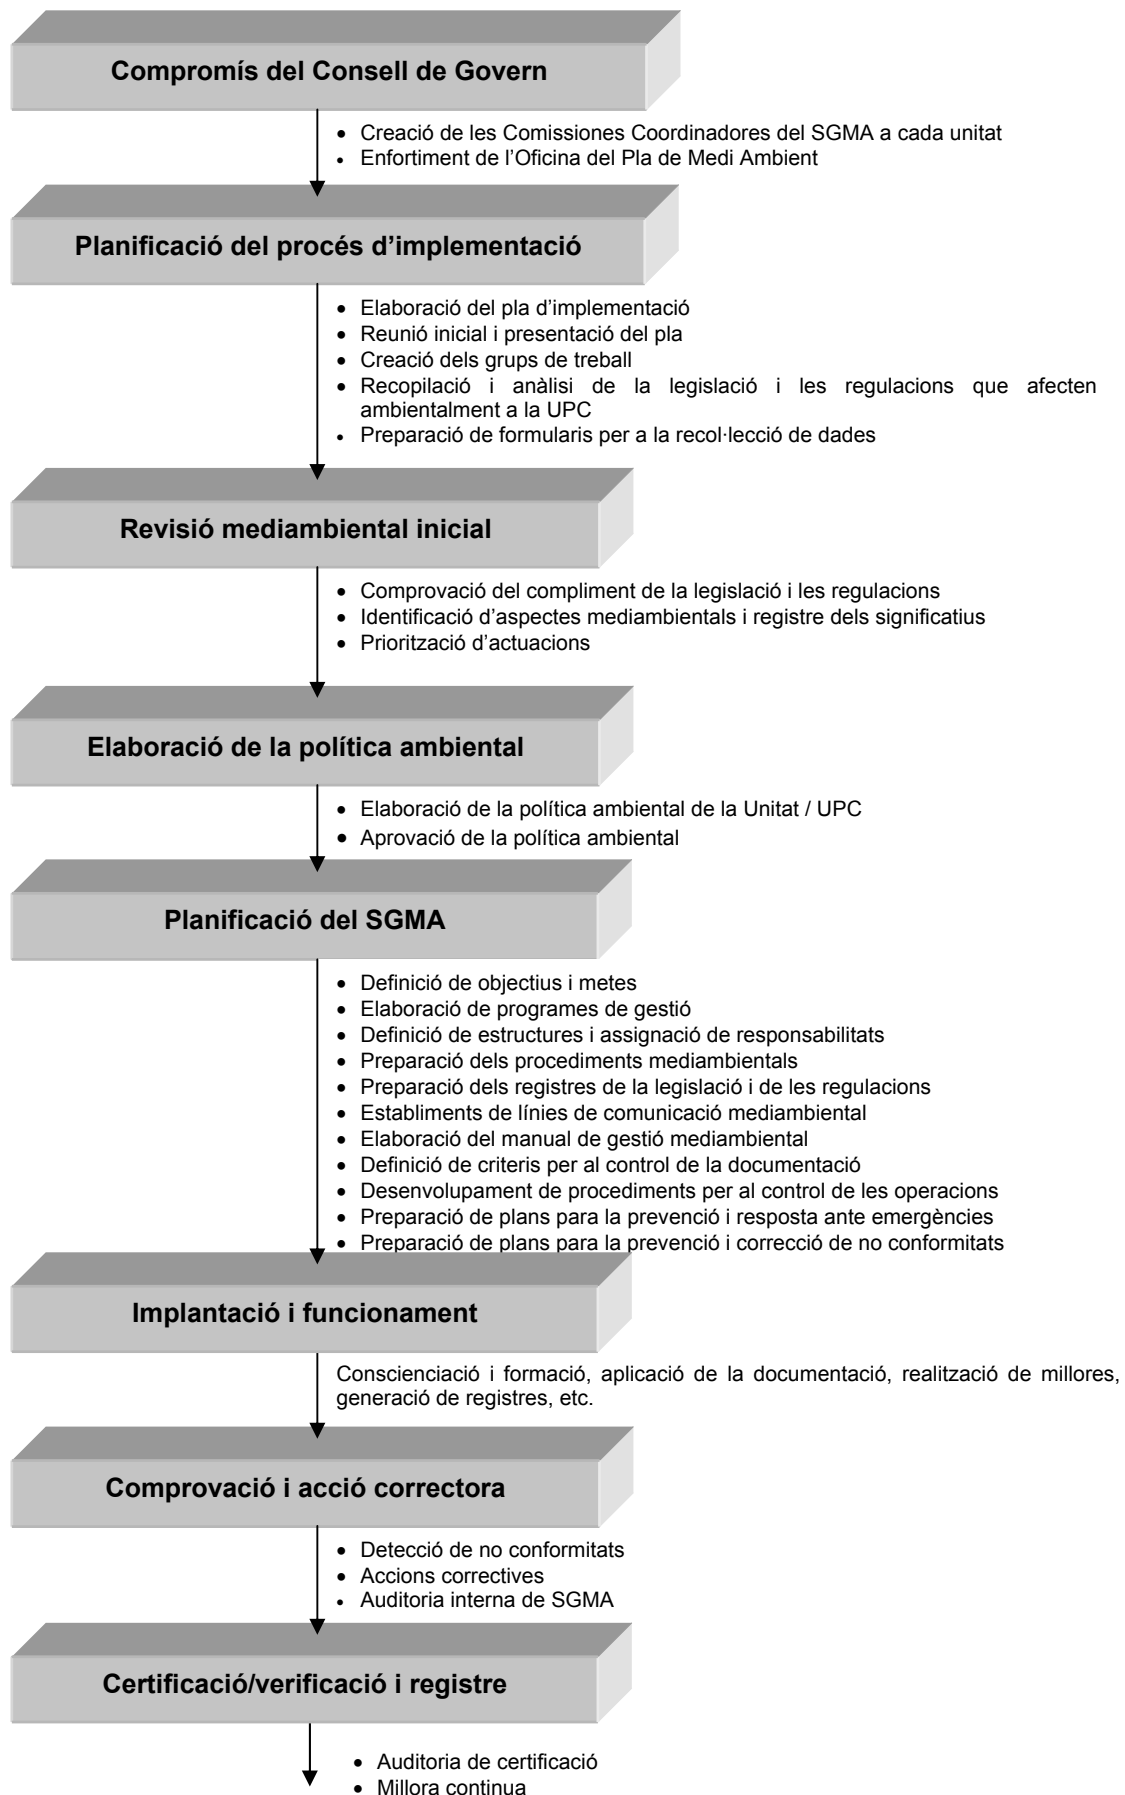 Compromís del Consell de Govern
• Creació de les Comissiones Coordinadores del SGMA a cada unitat
• Enfortiment de l’Oficina del Pla de Medi Ambient
Planificació del procés d’implementació
• Elaboració del pla d’implementació
• Reunió inicial i presentació del pla
• Creació dels grups de treball
• Recopilació i anàlisi de la legislació i les regulacions que afecten
ambientalment a la UPC
• Preparació de formularis per a la recol·lecció de dades
Revisió mediambiental inicial
• Comprovació del compliment de la legislació i les regulacions
• Identificació d’aspectes mediambientals i registre dels significatius
• Priorització d’actuacions
Elaboració de la política ambiental
• Elaboració de la política ambiental de la Unitat / UPC
• Aprovació de la política ambiental
Planificació del SGMA
• Definició de objectius i metes
• Elaboració de programes de gestió
• Definició de estructures i assignació de responsabilitats
• Preparació dels procediments mediambientals
• Preparació dels registres de la legislació i de les regulacions
• Establiments de línies de comunicació mediambiental
• Elaboració del manual de gestió mediambiental
• Definició de criteris per al control de la documentació
• Desenvolupament de procediments per al control de les operacions
• Preparació de plans para la prevenció i resposta ante emergències
• Preparació de plans para la prevenció i correcció de no conformitats
Implantació i funcionament
Conscienciació i formació, aplicació de la documentació, realització de millores,
generació de registres, etc.
Comprovació i acció correctora
• Detecció de no conformitats
• Accions correctives
• Auditoria interna de SGMA
Certificació/verificació i registre
• Auditoria de certificació
• Millora continua